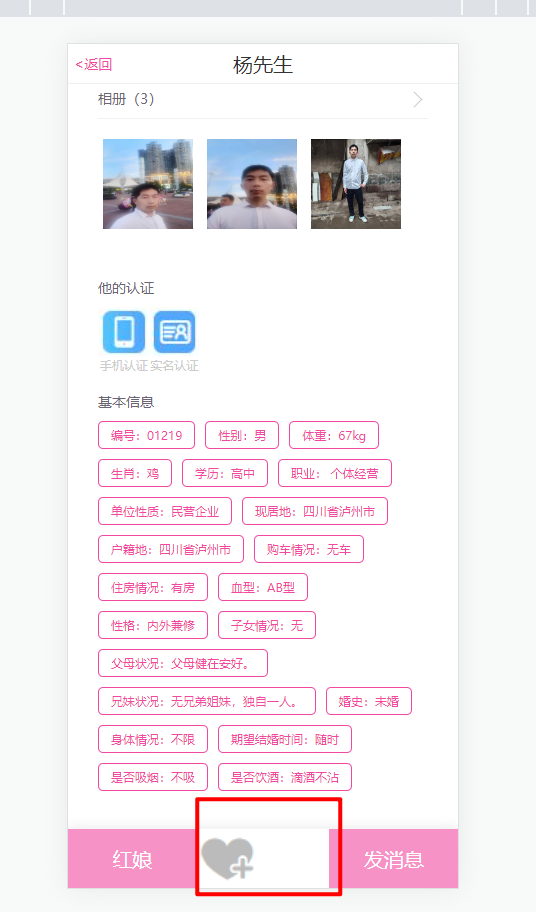 <返回
杨先生
相册（3）
他的认证
手机认证 实名认证
基本信息
编号：01219 性别：男 体重：67kg
生肖：鸡 学历：高中 职业： 个体经营
单位性质：民营企业 现居地：四川省泸州市
户籍地：四川省泸州市 购车情况：无车
住房情况：有房 血型：AB型
性格：内外兼修 子女情况：无
父母状况：父母健在安好。
兄妹状况：无兄弟姐妹，独自一人。 婚史：未婚
身体情况：不限 期望结婚时间：随时
是否吸烟：不吸 是否饮酒：滴酒不沾
红娘 发消息